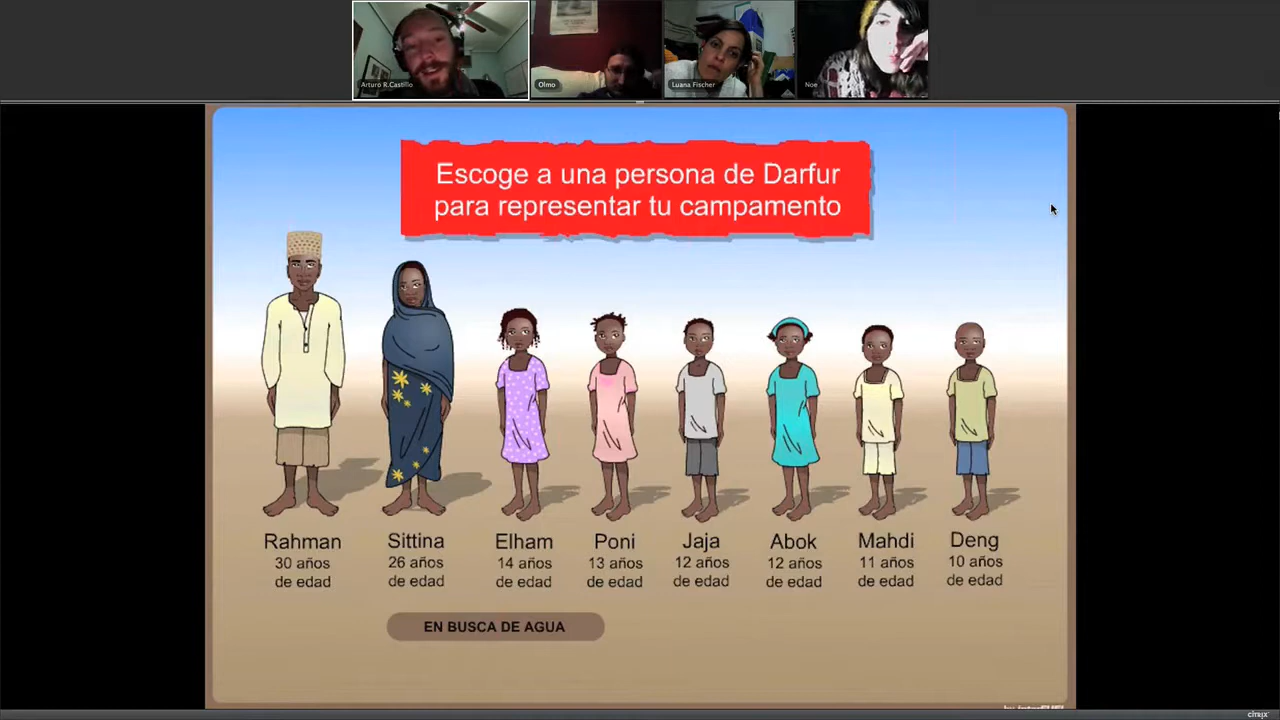 Arturo R.Castillo
Olmo
Luana Fischer
Noe
Escoge a una persona de Darfur
para representar tu campamento
Rahman
30 años
de edad
Sittina
26 años
de edad
Elham
14 años
de edad
Poni
13 años
de edad
Jaja
12 años
de edad
Abok
12 años
de edad
Mahdi
11 años
de edad
Deng
10 años
de edad
EN BUSCA DE AGUA
citrix